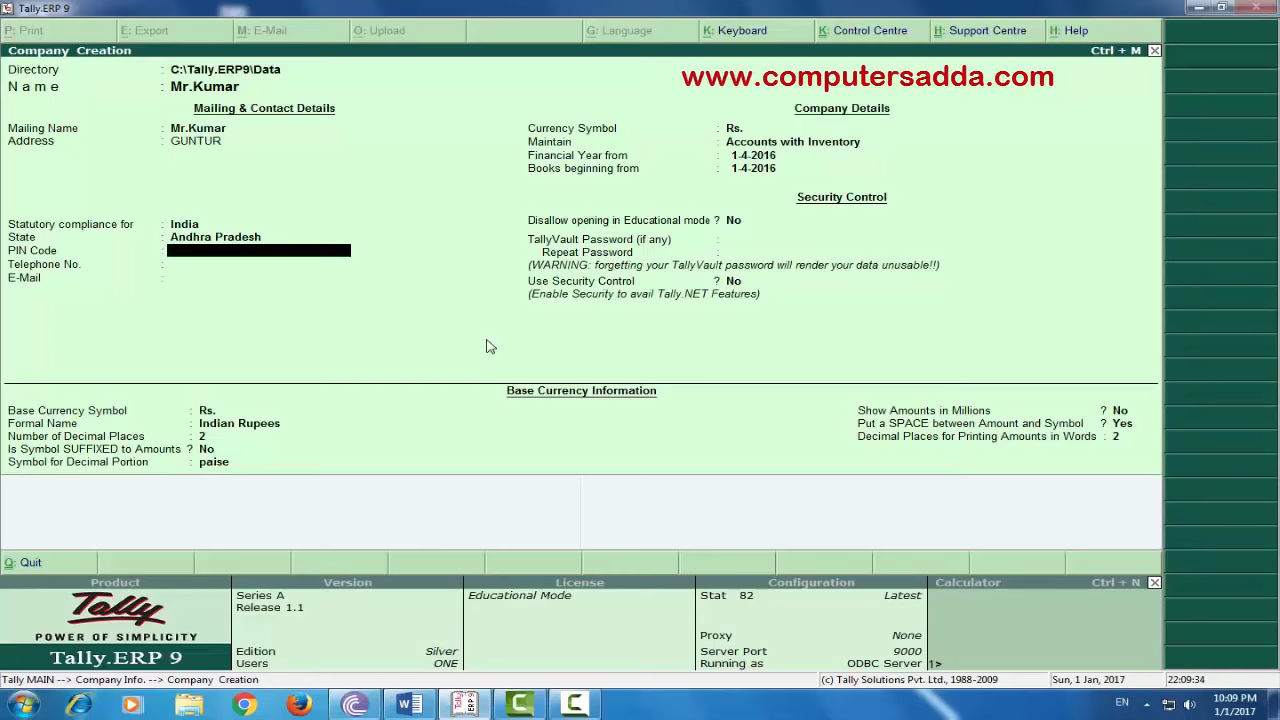 Tally.ERP 9
P: Print
E: Export
M: E-Mail
O: Upload
G: Language
K: Keyboard
K: Control Centre
H: Support Centre
H: Help
Company Creation
Ctrl + M
Directory : C:\Tally.ERP9\Data
Name : Mr.Kumar
www.computersadda.com
Mailing & Contact Details
Mailing Name : Mr.Kumar
Address : GUNTUR
Statutory compliance for : India
State : Andhra Pradesh
PIN Code :
Telephone No. :
E-Mail :
Company Details
Currency Symbol : Rs.
Maintain : Accounts with Inventory
Financial Year from : 1-4-2016
Books beginning from : 1-4-2016
Security Control
Disallow opening in Educational mode ? No
TallyVault Password (if any) :
Repeat Password :
(WARNING: forgetting your TallyVault password will render your data unusable!!)
Use Security Control ? No
(Enable Security to avail Tally.NET Features)
Base Currency Information
Base Currency Symbol : Rs.
Formal Name : Indian Rupees
Number of Decimal Places : 2
Is Symbol SUFFIXED to Amounts ? No
Symbol for Decimal Portion : paise
Show Amounts in Millions ? No
Put a SPACE between Amount and Symbol ? Yes
Decimal Places for Printing Amounts in Words : 2
Q: Quit
Product
Tally
POWER OF SIMPLICITY
Tally.ERP 9
Version
Series A
Release 1.1
Edition Silver
Users ONE
License
Educational Mode
Configuration
Stat 82 Latest
Proxy None
Server Port 9000
Running as ODBC Server
Calculator Ctrl + N
1>
Tally MAIN --> Company Info. --> Company Creation
(c) Tally Solutions Pvt. Ltd., 1988-2009
Sun, 1 Jan, 2017
22:09:34
EN
10:09 PM
1/1/2017